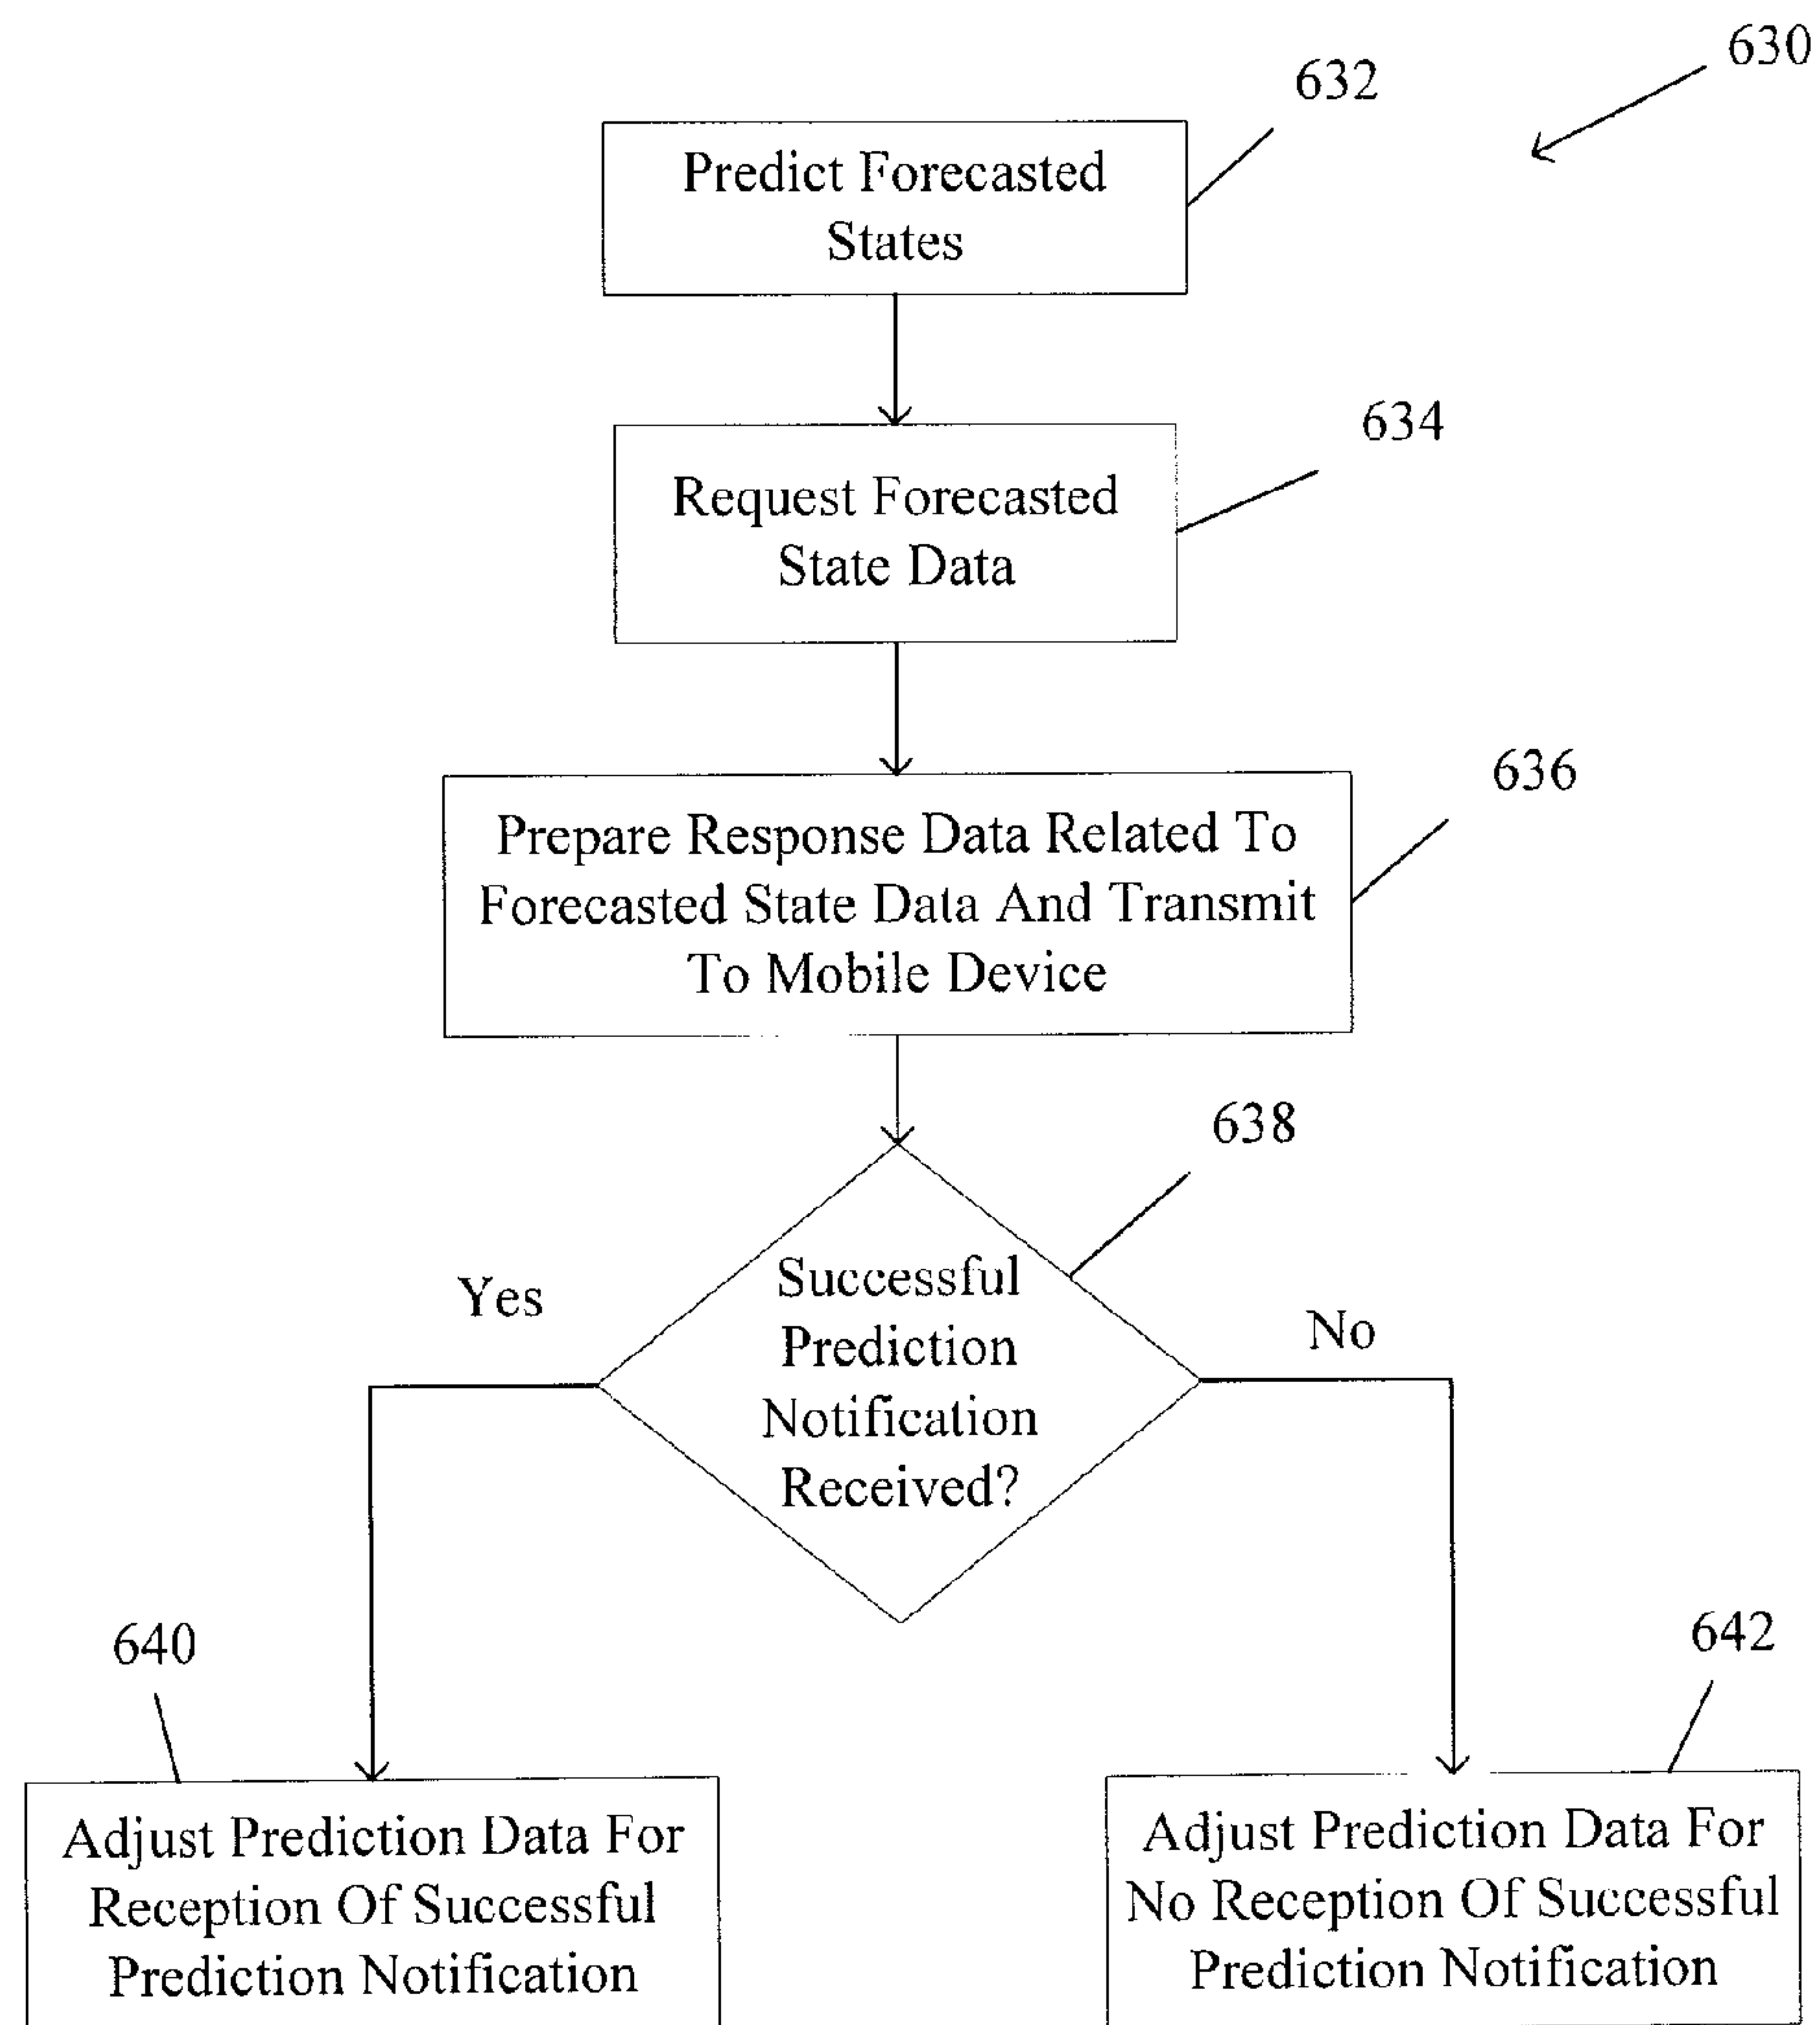 630
632
Predict Forecasted
States
634
Request Forecasted
State Data
636
Prepare Response Data Related To
Forecasted State Data And Transmit
To Mobile Device
638
Successful
Prediction
Notification
Received?
Yes
No
640
642
Adjust Prediction Data For
Reception Of Successful
Prediction Notification
Adjust Prediction Data For
No Reception Of Successful
Prediction Notification